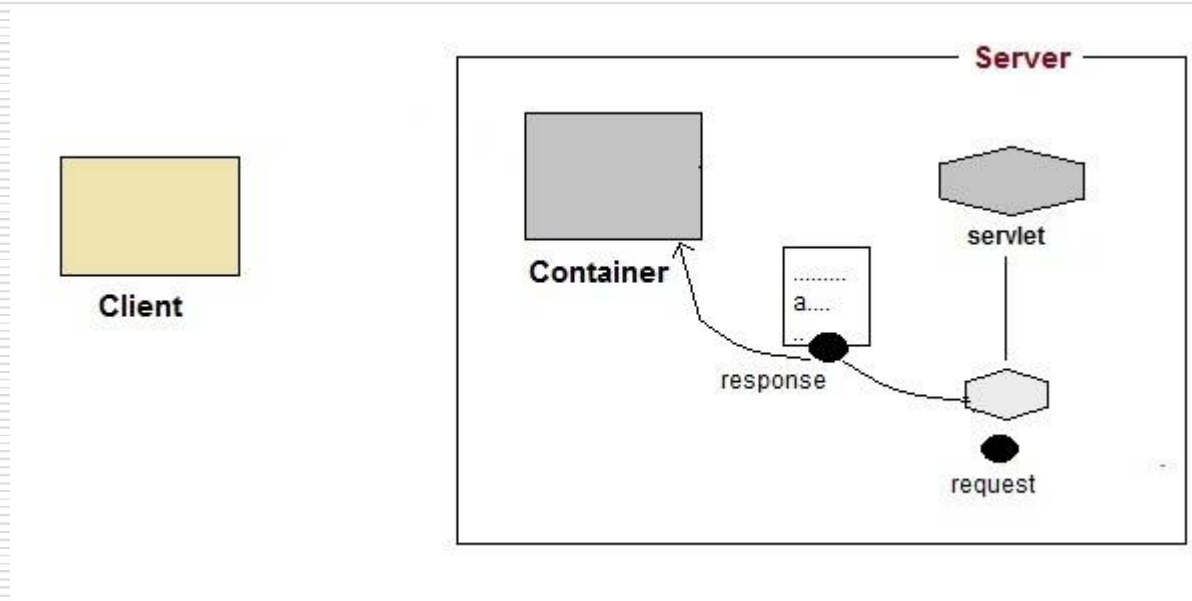 Server
servlet
Container
Client
.........
a....
..
response
request